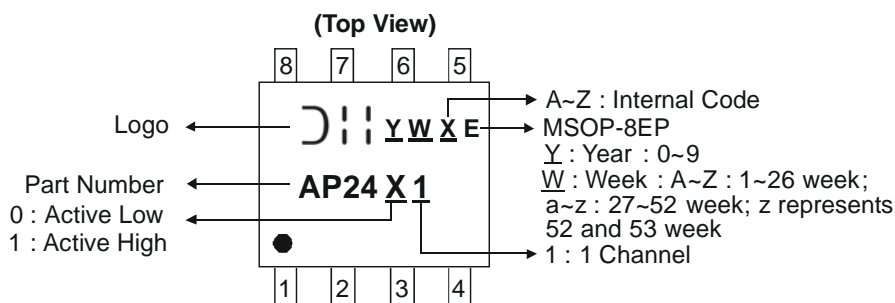 (Top View)
8 7 6 5
Logo
Y W X E
A~Z : Internal Code
MSOP-8EP
Y : Year : 0~9
W : Week : A~Z : 1~26 week;
a~z : 27~52 week; z represents
52 and 53 week
1 : 1 Channel
Part Number
AP24 X 1
0 : Active Low
1 : Active High
1 2 3 4